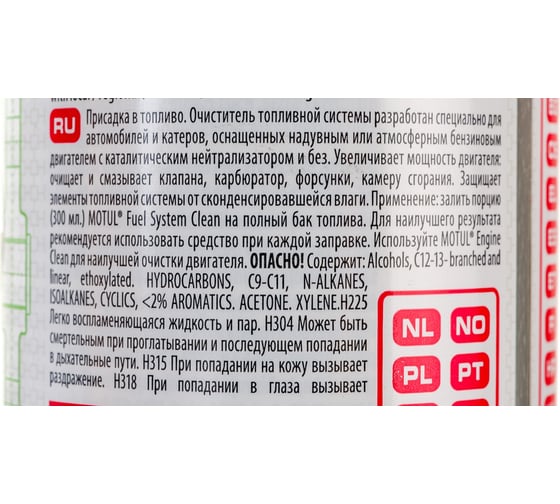 RU Присадка в топливо. Очиститель топливной системы разработан специально для
автомобилей и катеров, оснащенных надувным или атмосферным бензиновым
двигателем с каталитическим нейтрализатором и без. Увеличивает мощность двигателя:
очищает и смазывает клапана, карбюратор, форсунки, камеру сгорания. Защищает
элементы топливной системы от сконденсировавшейся влаги. Применение: залить порцию
(300 мл.) MOTUL® Fuel System Clean на полный бак топлива. Для наилучшего результата
рекомендуется использовать средство при каждой заправке. Используйте MOTUL® Engine
Clean для наилучшей очистки двигателя. ОПАСНО! Содержит: Alcohols, C12-13- branched and
linear, ethoxylated. HYDROCARBONS, C9-C11, N-ALKANES,
ISOALKANES, CYCLICS, <2% AROMATICS. ACETONE. XYLENE.H225
Легко воспламеняющаяся жидкость и пар. H304 Может быть
смертельным при проглатывании и последующем попадании
в дыхательные пути. H315 При попадании на кожу вызывает
раздражение. H318 При попадании в глаза вызывает
NL NO
PL PT